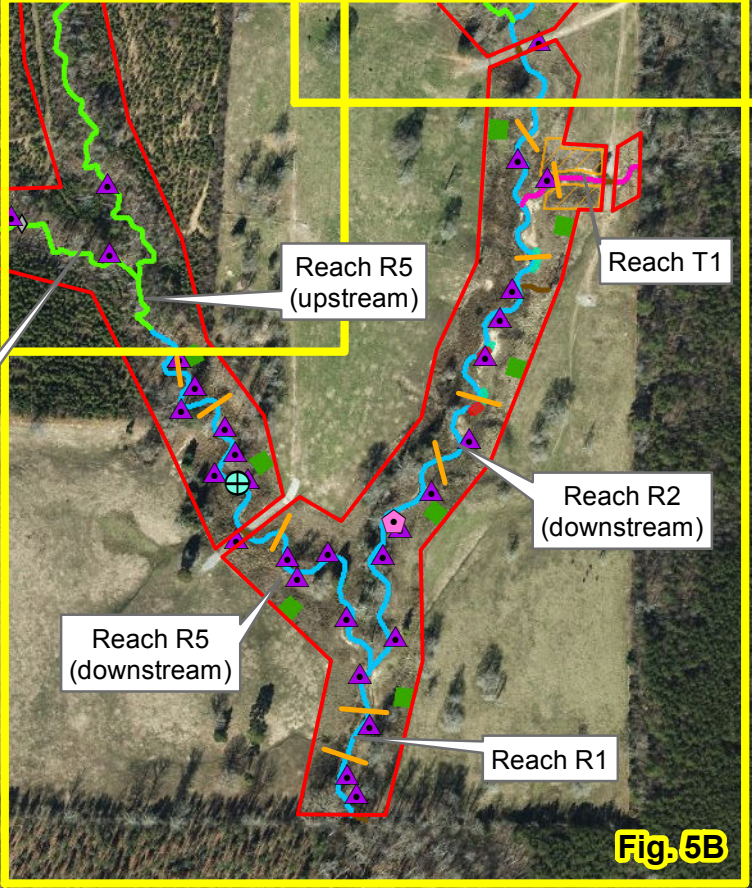 Reach T1
Reach R5
(upstream)
Reach R2
(downstream)
Reach R5
(downstream)
Reach R1
Fig. 5B